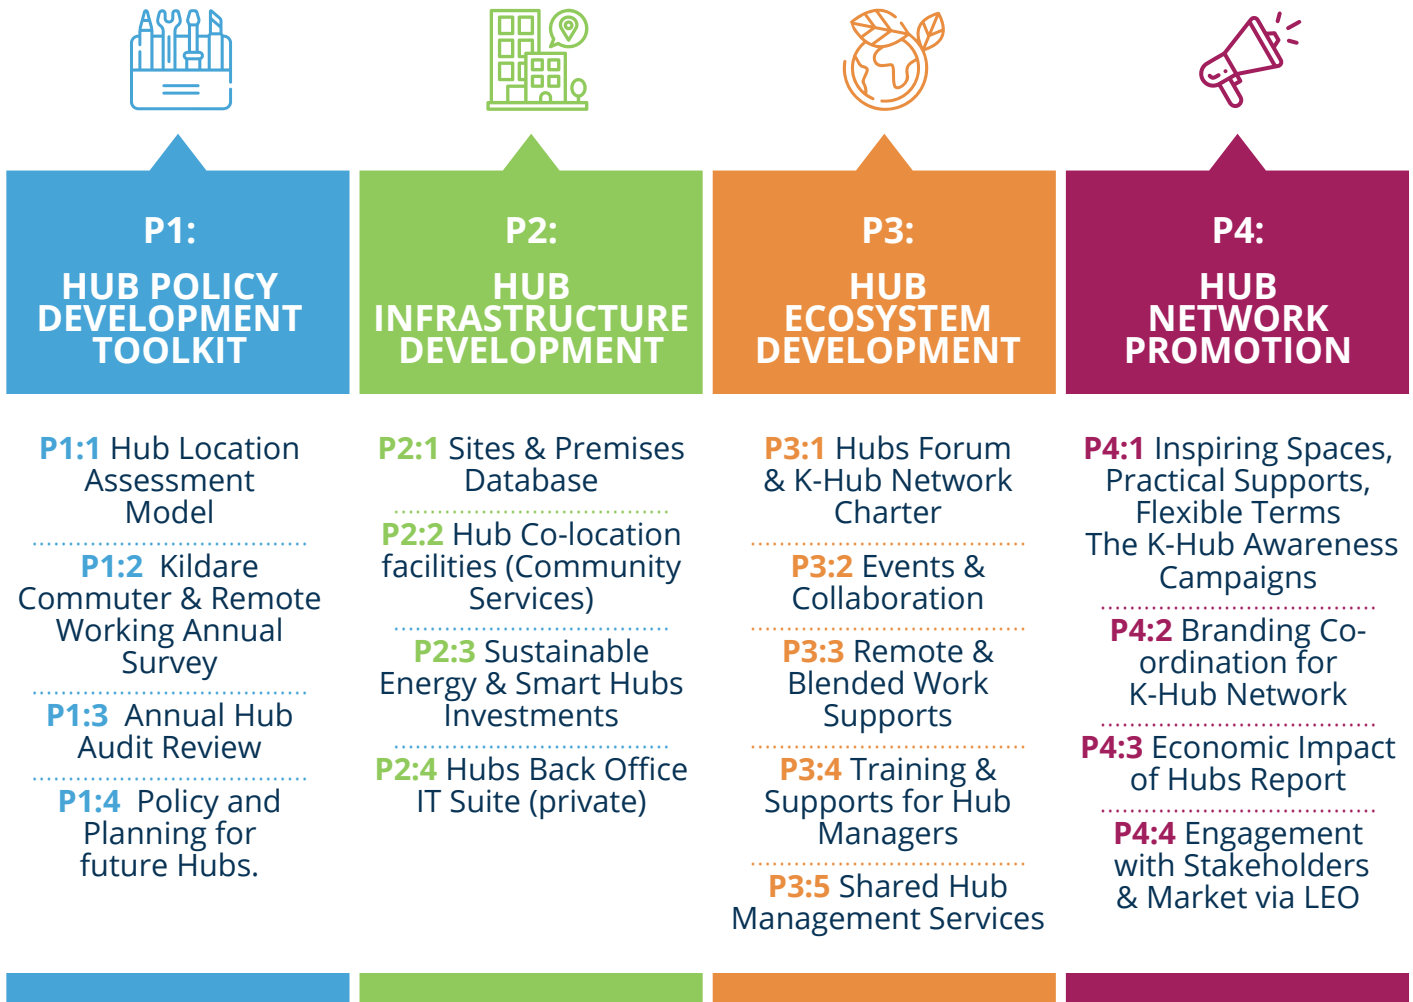 P1:
HUB POLICY
DEVELOPMENT
TOOLKIT
P1:1 Hub Location
Assessment
Model
P1:2 Kildare
Commuter & Remote
Working Annual
Survey
P1:3 Annual Hub
Audit Review
P1:4 Policy and
Planning for
future Hubs.
P2:
HUB
INFRASTRUCTURE
DEVELOPMENT
P2:1 Sites & Premises
Database
P2:2 Hub Co-location
facilities (Community
Services)
P2:3 Sustainable
Energy & Smart Hubs
Investments
P2:4 Hubs Back Office
IT Suite (private)
P3:
HUB
ECOSYSTEM
DEVELOPMENT
P3:1 Hubs Forum
& K-Hub Network
Charter
P3:2 Events &
Collaboration
P3:3 Remote &
Blended Work
Supports
P3:4 Training &
Supports for Hub
Managers
P3:5 Shared Hub
Management Services
P4:
HUB
NETWORK
PROMOTION
P4:1 Inspiring Spaces,
Practical Supports,
Flexible Terms
The K-Hub Awareness
Campaigns
P4:2 Branding Co-
ordination for
K-Hub Network
P4:3 Economic Impact
of Hubs Report
P4:4 Engagement
with Stakeholders
& Market via LEO